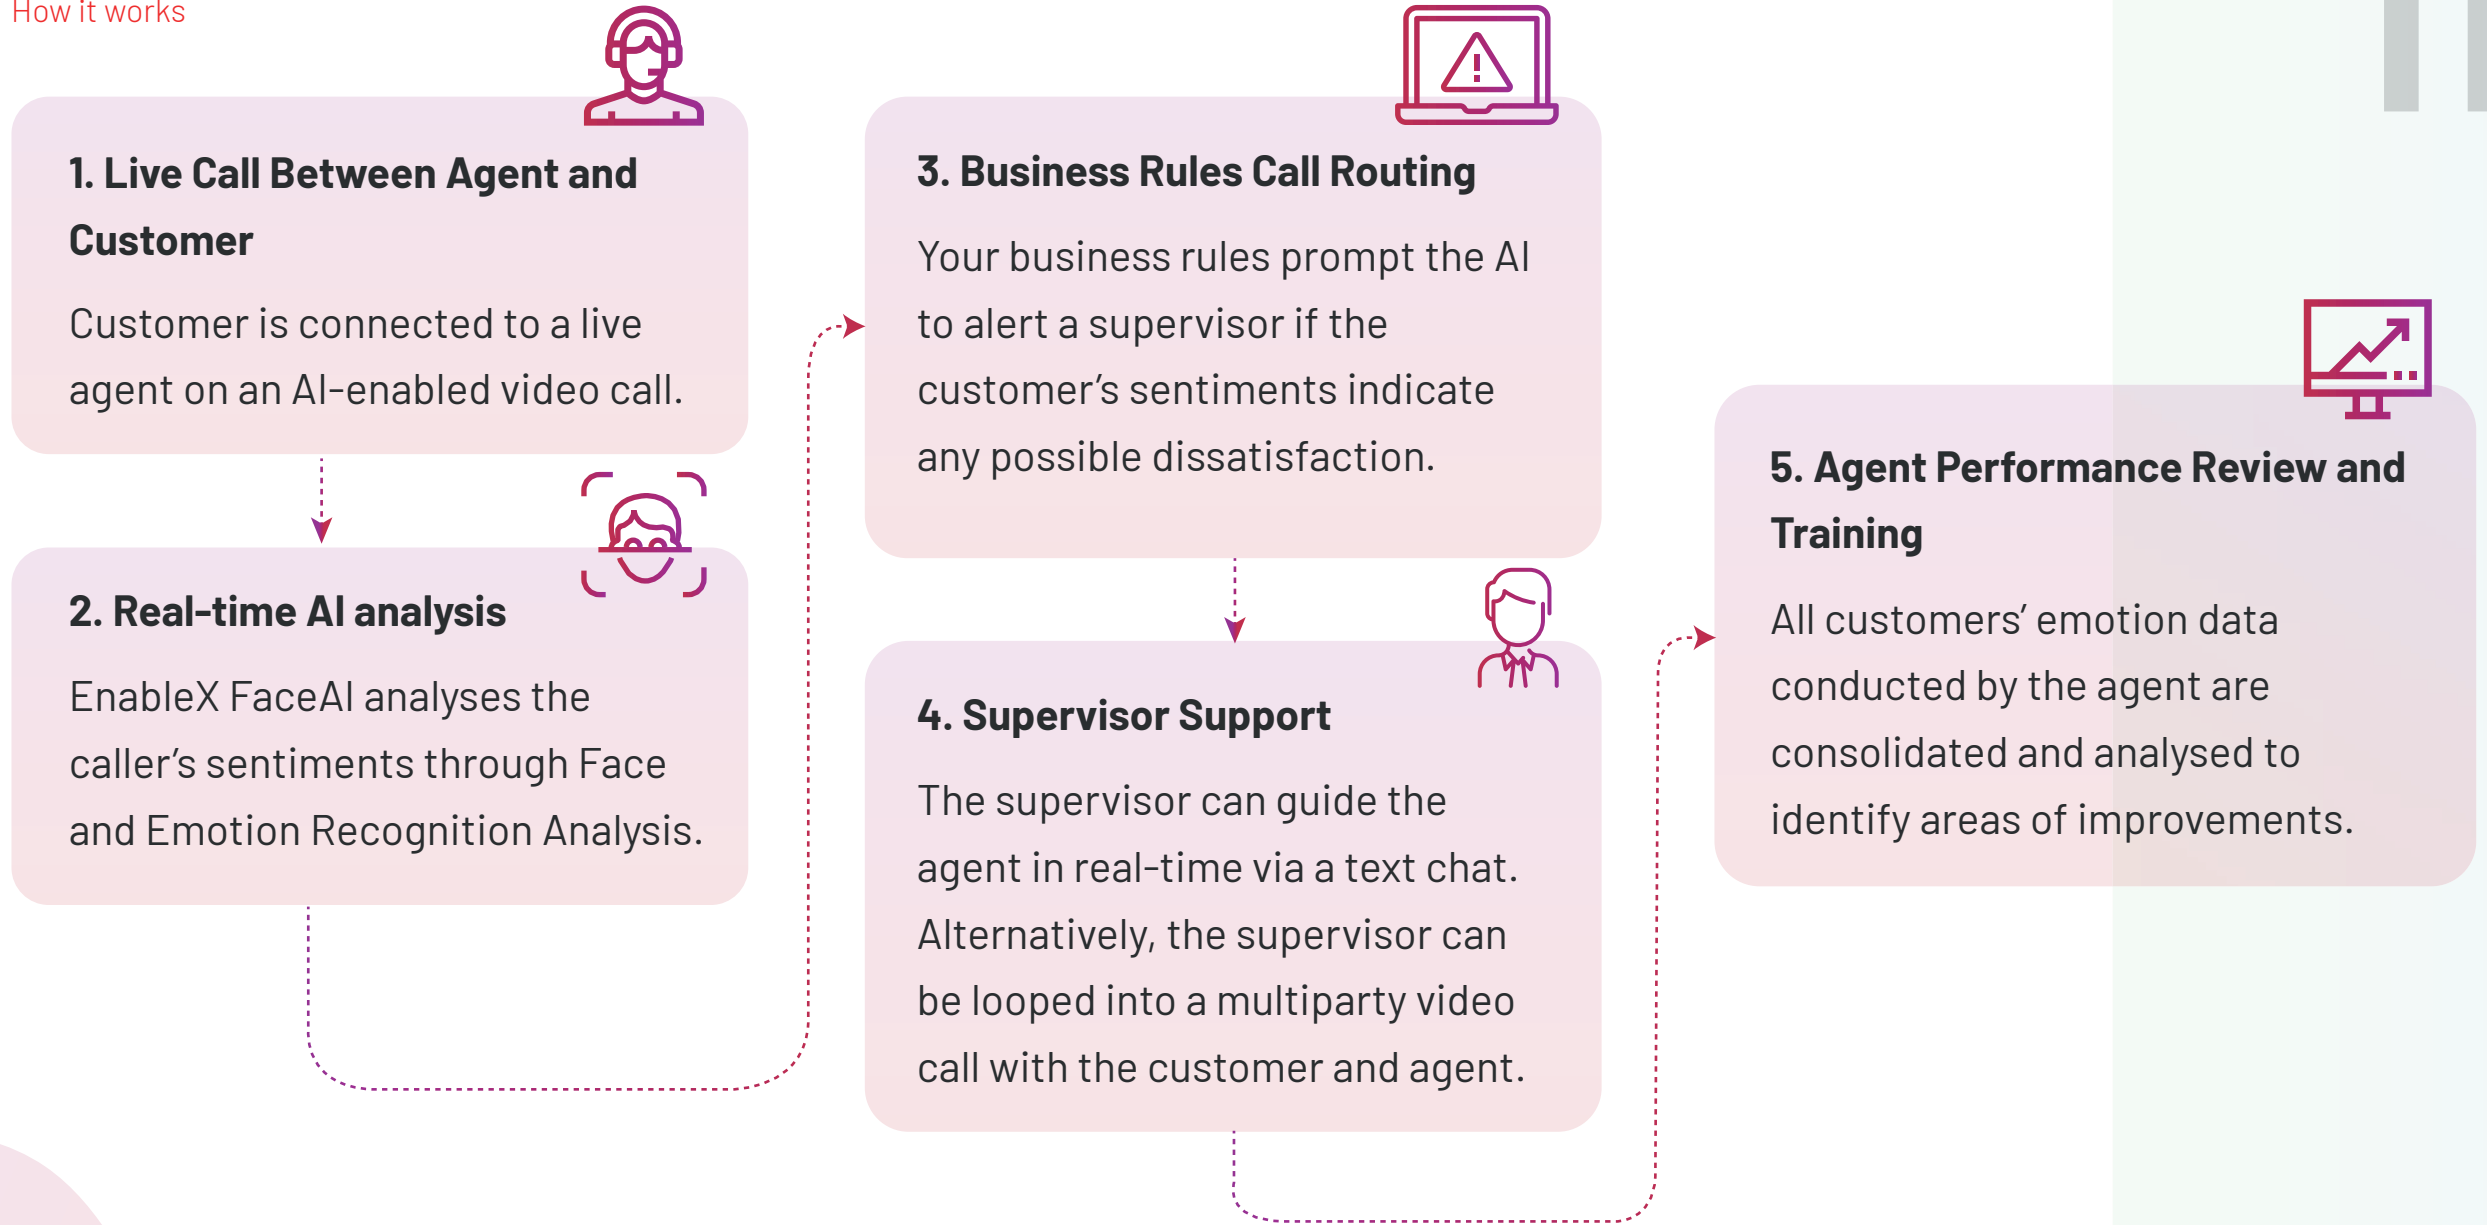 How it works
1. Live Call Between Agent and
Customer
Customer is connected to a live
agent on an AI-enabled video call.
2. Real-time AI analysis
EnableX FaceAI analyses the
caller's sentiments through Face
and Emotion Recognition Analysis.
3. Business Rules Call Routing
Your business rules prompt the AI
to alert a supervisor if the
customer’s sentiments indicate
any possible dissatisfaction.
4. Supervisor Support
The supervisor can guide the
agent in real-time via a text chat.
Alternatively, the supervisor can
be looped into a multiparty video
call with the customer and agent.
5. Agent Performance Review and
Training
All customers’ emotion data
conducted by the agent are
consolidated and analysed to
identify areas of improvements.